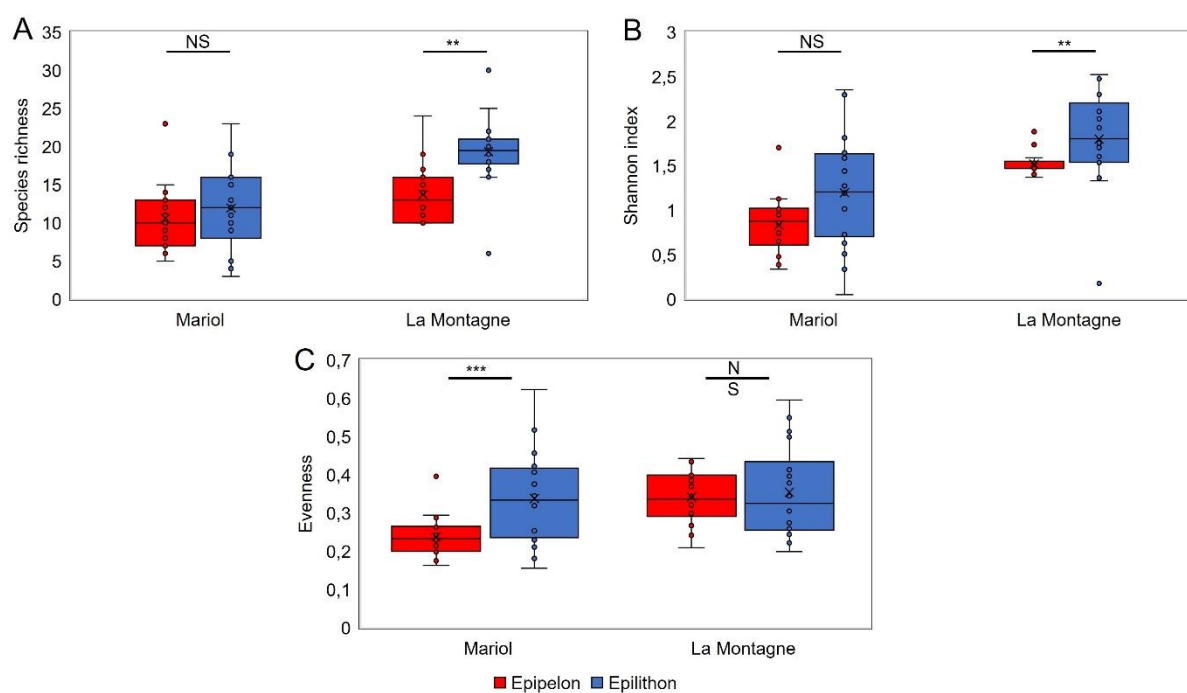 A
35
30
25
20
15
10
5
0
Species richness
NS
**
Mariol
La Montagne
B
3
2,5
2
1,5
1
0,5
0
Shannon index
NS
**
Mariol
La Montagne
C
0,7
0,6
0,5
0,4
0,3
0,2
0,1
0
Evenness
***
N
S
Mariol
La Montagne
Epipelon Epilithon